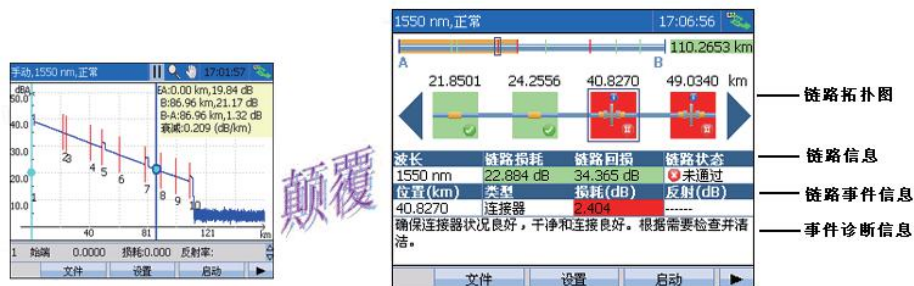 手动,1550 nm,正常
17:01:57
dBA
EA:0.00 km,19.84 dB
B:86.96 km,21.17 dB
B-A:86.96 km,1.32 dB
衰减:0.209 (dB/km)
50.0
40.0
30.0
20.0
10.0
1
2
3
4
5
6
7
8
9
10
40
81
121
km
1 始端 0.0000 损耗:0.000 反射率:
文件 设置 启动
颠覆
1550 nm,正常 17:06:56
110.2653 km
A B
21.8501 24.2556 40.8270 49.0340 km
波长 链路损耗 链路回损 链路状态
1550 nm 22.884 dB 34.365 dB 未通过
位置(km) 类型 损耗(dB) 反射(dB)
40.8270 连接器 2.404 ------
确保连接器状况良好，干净和连接良好。根据需要检查并清
洁。
文件 设置 启动
链路拓扑图
链路信息
链路事件信息
事件诊断信息